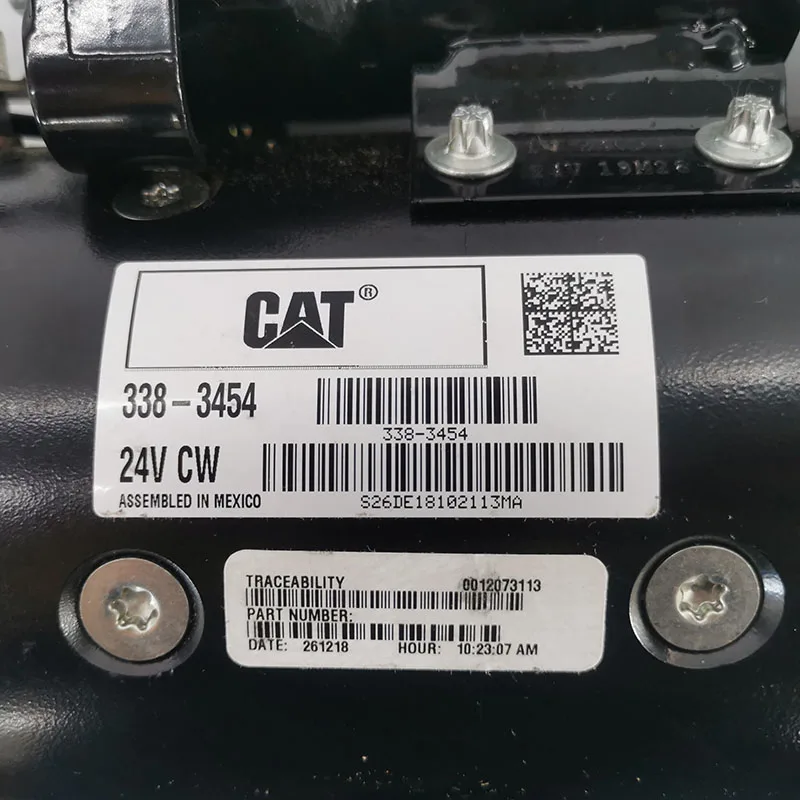 CAT®
338-3454
338-3454
24V CW
ASSEMBLED IN MEXICO
S26DE18102113MA
TRACEABILITY 0012073113
PART NUMBER:
DATE: 261218 HOUR: 10:23:07 AM